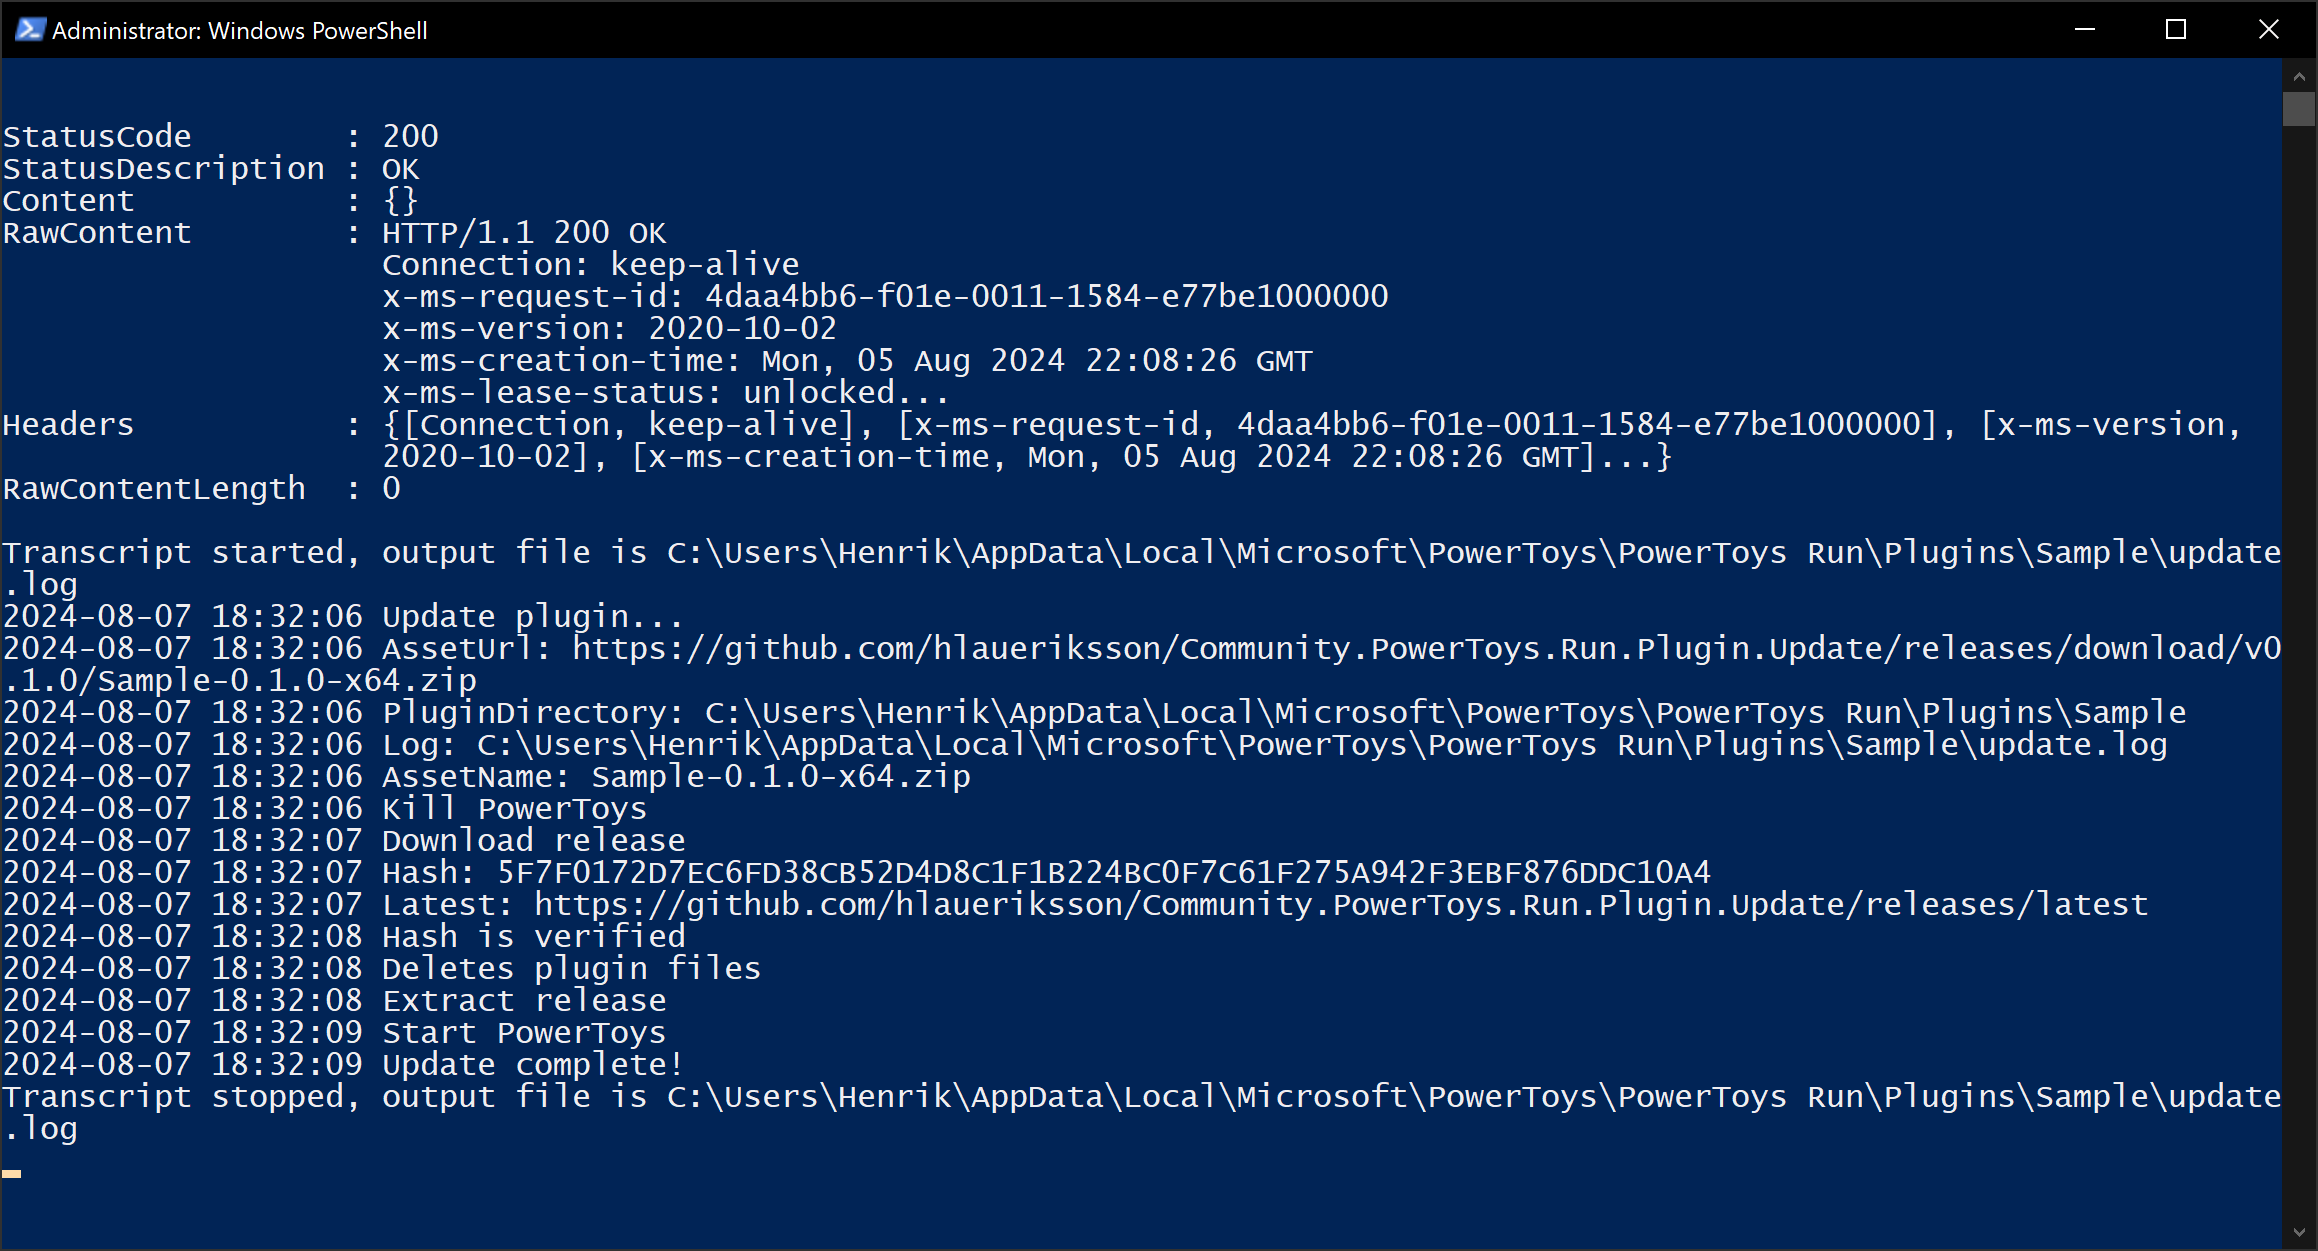 Administrator: Windows PowerShell
StatusCode        : 200
StatusDescription : OK
Content           : {}
RawContent        : HTTP/1.1 200 OK
                    Connection: keep-alive
                    x-ms-request-id: 4daa4bb6-f01e-0011-1584-e77be1000000
                    x-ms-version: 2020-10-02
                    x-ms-creation-time: Mon, 05 Aug 2024 22:08:26 GMT
                    x-ms-lease-status: unlocked...
Headers           : {[Connection, keep-alive], [x-ms-request-id, 4daa4bb6-f01e-0011-1584-e77be1000000], [x-ms-version,
                    2020-10-02], [x-ms-creation-time, Mon, 05 Aug 2024 22:08:26 GMT]...}
RawContentLength  : 0
Transcript started, output file is C:\Users\Henrik\AppData\Local\Microsoft\PowerToys\PowerToys Run\Plugins\Sample\update
.log
2024-08-07 18:32:06 Update plugin...
2024-08-07 18:32:06 AssetUrl: https://github.com/hlaueriksson/Community.PowerToys.Run.Plugin.Update/releases/download/v0
.1.0/Sample-0.1.0-x64.zip
2024-08-07 18:32:06 PluginDirectory: C:\Users\Henrik\AppData\Local\Microsoft\PowerToys\PowerToys Run\Plugins\Sample
2024-08-07 18:32:06 Log: C:\Users\Henrik\AppData\Local\Microsoft\PowerToys\PowerToys Run\Plugins\Sample\update.log
2024-08-07 18:32:06 AssetName: Sample-0.1.0-x64.zip
2024-08-07 18:32:06 Kill PowerToys
2024-08-07 18:32:07 Download release
2024-08-07 18:32:07 Hash: 5F7F0172D7EC6FD38CB52D4D8C1F1B224BC0F7C61F275A942F3EBF876DDC10A4
2024-08-07 18:32:07 Latest: https://github.com/hlaueriksson/Community.PowerToys.Run.Plugin.Update/releases/latest
2024-08-07 18:32:08 Hash is verified
2024-08-07 18:32:08 Deletes plugin files
2024-08-07 18:32:08 Extract release
2024-08-07 18:32:09 Start PowerToys
2024-08-07 18:32:09 Update complete!
Transcript stopped, output file is C:\Users\Henrik\AppData\Local\Microsoft\PowerToys\PowerToys Run\Plugins\Sample\update
.log